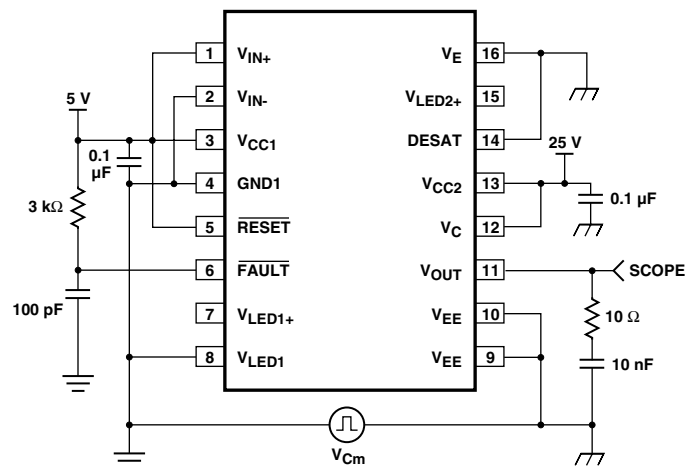 1 V_IN+
2 V_IN-
3 V_CC1
4 GND1
5 RESET
6 FAULT
7 V_LED1+
8 V_LED1
V_E 16
V_LED2+ 15
DESAT 14
V_CC2 13
V_C 12
V_OUT 11
V_EE 10
V_EE 9
5 V
0.1
µF
3 kΩ
100 pF
25 V
0.1 µF
SCOPE
10 Ω
10 nF
V_Cm